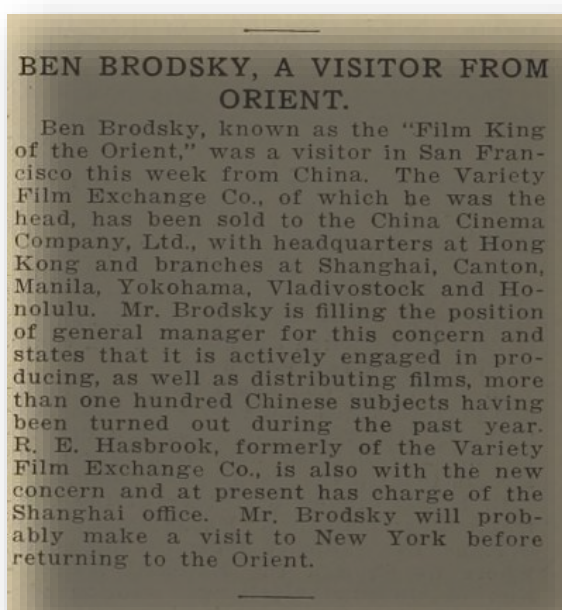 BEN BRODSKY, A VISITOR FROM
ORIENT.
Ben Brodsky, known as the "Film King
of the Orient," was a visitor in San Fran-
cisco this week from China. The Variety
Film Exchange Co., of which he was the
head, has been sold to the China Cinema
Company, Ltd., with headquarters at Hong
Kong and branches at Shanghai, Canton,
Manila, Yokohama, Vladivostock and Ho-
nolulu. Mr. Brodsky is filling the position
of general manager for this concern and
states that it is actively engaged in pro-
ducing, as well as distributing films, more
than one hundred Chinese subjects having
been turned out during the past year.
R. E. Hasbrook, formerly of the Variety
Film Exchange Co., is also with the new
concern and at present has charge of the
Shanghai office. Mr. Brodsky will prob-
ably make a visit to New York before
returning to the Orient.